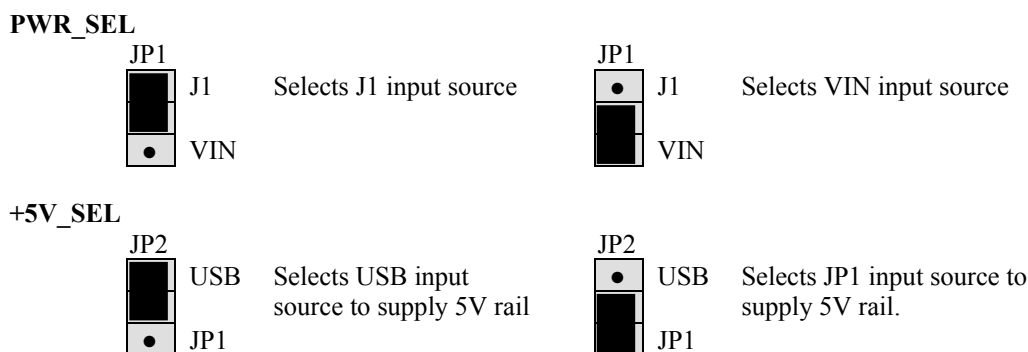 PWR_SEL
JP1
J1 Selects J1 input source
VIN
JP1
J1 Selects VIN input source
VIN
+5V_SEL
JP2
USB Selects USB input
source to supply 5V rail
JP1
JP2
USB Selects JP1 input source to
supply 5V rail.
JP1